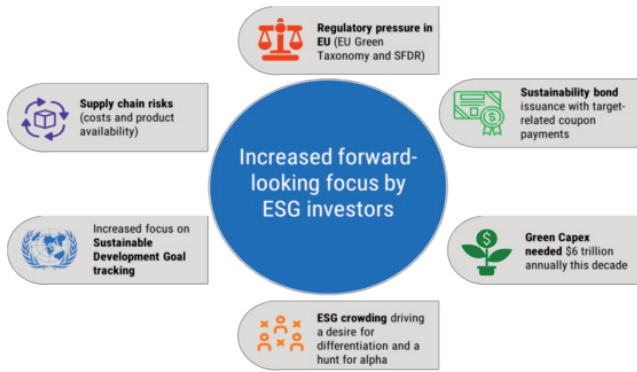 Regulatory pressure in
EU (EU Green
Taxonomy and SFDR)
Supply chain risks
(costs and product
availability)
Sustainability bond
issuance with target-
related coupon
payments
Increased forward-
looking focus by
ESG investors
Increased focus on
Sustainable
Development Goal
tracking
Green Capex
needed $6 trillion
annually this decade
ESG crowding driving
a desire for
differentiation and a
hunt for alpha